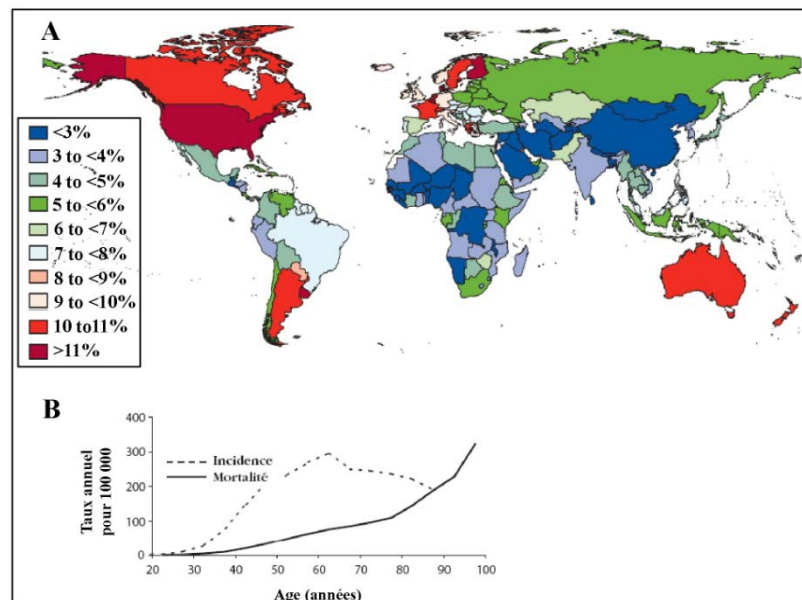 A
<3%
3 to <4%
4 to <5%
5 to <6%
6 to <7%
7 to <8%
8 to <9%
9 to <10%
10 to11%
>11%
B
400
300
200
100
0
Taux annuel
pour 100 000
Incidence
Mortalité
20 30 40 50 60 70 80 90 100
Age (années)